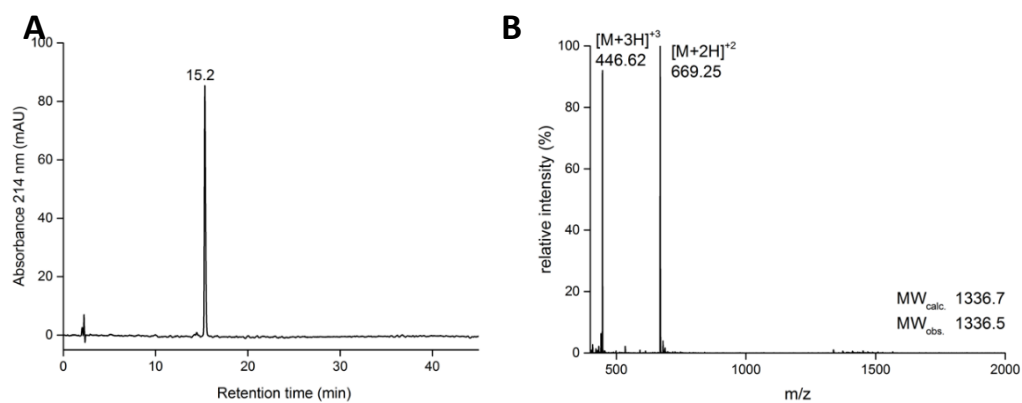 A
100
80
60
40
20
0
Absorbance 214 nm (mAU)
15.2
0 10 20 30 40
Retention time (min)
B
100
80
60
40
20
0
relative intensity (%)
[M+3H]+3
446.62
[M+2H]+2
669.25
MWcalc. 1336.7
MWobs. 1336.5
500 1000 1500 2000
m/z